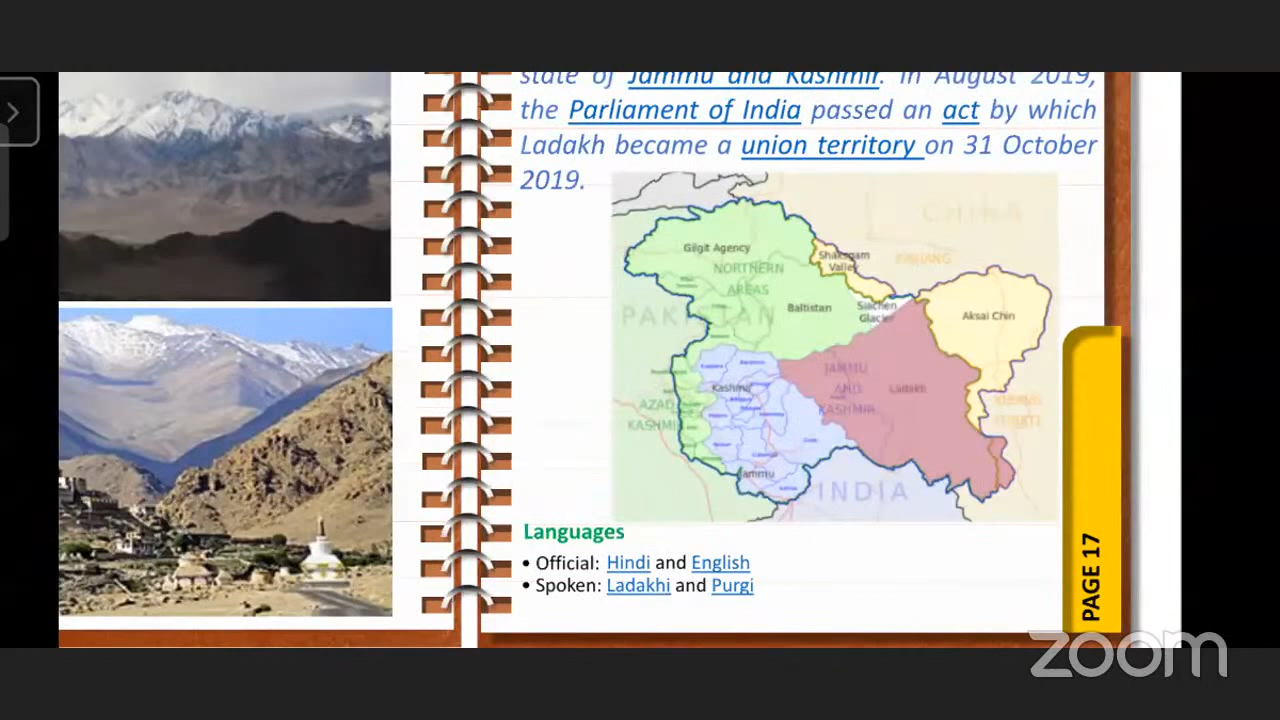 state of Jammu and Kashmir. In August 2019,
the Parliament of India passed an act by which
Ladakh became a union territory on 31 October
2019.
CHINA
Gilgit Agency
Shaksgam
Valley
XINJIANG
NORTHERN
AREAS
Baltistan
Siachen
Glacier
Aksai Chin
PAKISTAN
JAMMU
AND
KASHMIR
Kashmir
Ladakh
AZAD
KASHMIR
Jammu
INDIA
Languages
• Official: Hindi and English
• Spoken: Ladakhi and Purgi
PAGE 17
zoom